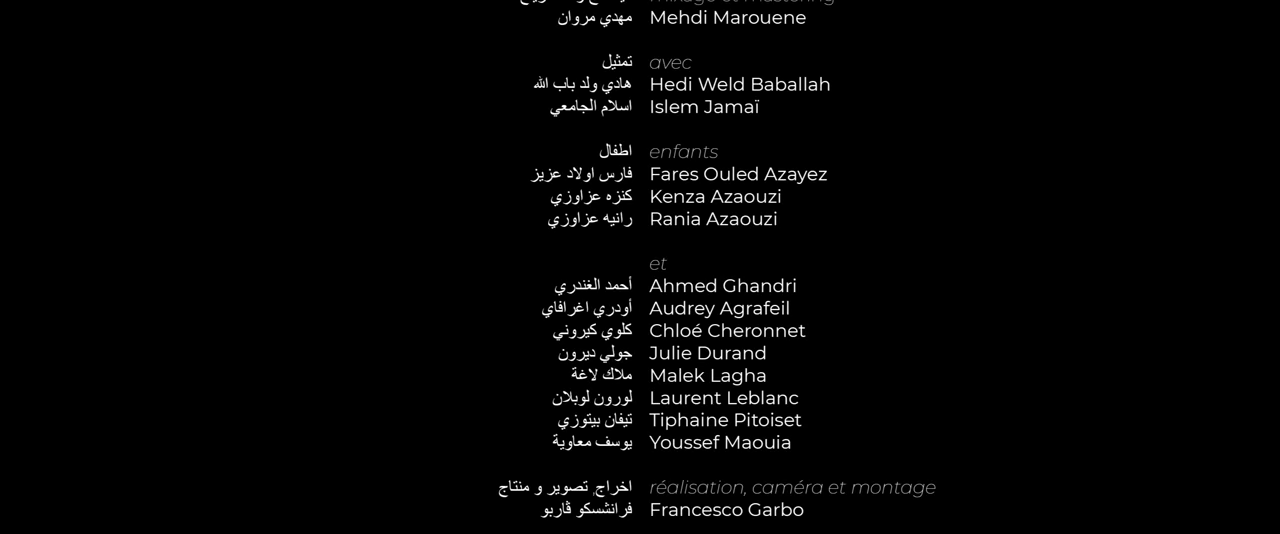 مهدي مروان Mehdi Marouene
تمثيل avec
هادي ولد باب الله Hedi Weld Baballah
اسلام الجامعي Islem Jamaï
اطفال enfants
فارس اولاد عزيز Fares Ouled Azayez
كنزه عزاوزي Kenza Azaouzi
رانيه عزاوزي Rania Azaouzi
et
أحمد الغندري Ahmed Ghandri
أودري اغرافاي Audrey Agrafeil
كلوي كيروني Chloé Cheronnet
جولي ديرون Julie Durand
ملاك لاغة Malek Lagha
لورون لوبلان Laurent Leblanc
تيفان بيتوزي Tiphaine Pitoiset
يوسف معاوية Youssef Maouia
اخراج, تصوير و منتاج réalisation, caméra et montage
فرانشسكو ڤاربو Francesco Garbo